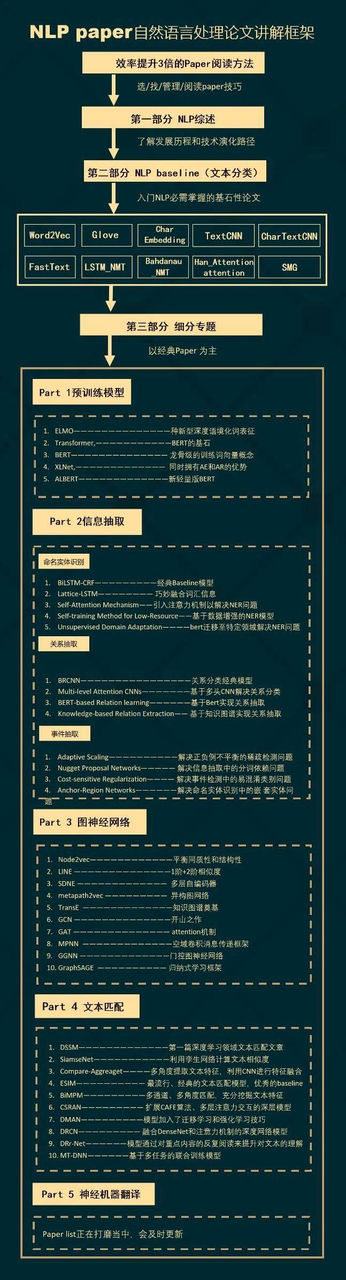 NLP paper自然语言处理论文讲解框架
效率提升3倍的Paper阅读方法
选/找/管理/阅读paper技巧
第一部分 NLP综述
了解发展历程和技术演化路径
第二部分 NLP baseline（文本分类）
入门NLP必需掌握的基石性论文
Word2Vec
Glove
Char Embedding
TextCNN
CharTextCNN
FastText
LSTM_NMT
Bahdanau _NMT
Han_Attention attention
SMG
第三部分 细分专题
以经典Paper 为主
Part 1预训练模型
1. ELMO——————————————一种新型深度语境化词表征
2. Transformer,———————————BERT的基石
3. BERT—————————————— 龙骨级的训练词向量概念
4. XLNet,————————————— 同时拥有AE和AR的优势
5. ALBERT————————————新轻量版BERT
Part 2信息抽取
命名实体识别
1. BiLSTM-CRF—————————经典Baseline模型
2. Lattice-LSTM————————— 巧妙融合词汇信息
3. Self-Attention Mechanism——引入注意力机制以解决NER问题
4. Self-training Method for Low-Resource——基于数据增强的NER模型
5. Unsupervised Domain Adaptation————bert迁移至特定领域解决NER问题
关系抽取
1. BRCNN——————————————关系分类经典模型
2. Multi-level Attention CNNs———————基于多头CNN解决关系分类
3. BERT-based Relation learning——————基于Bert实现关系抽取
4. Knowledge-based Relation Extraction—— 基于知识图谱实现关系抽取
事件抽取
1. Adaptive Scaling——————————解决正负例不平衡的稀疏检测问题
2. Nugget Proposal Networks—————— 解决信息抽取中的分词依赖问题
3. Cost-sensitive Regularization———— 解决事件检测中的易混淆类别问题
4. Anchor-Region Networks——————解决命名实体识别中的嵌 套实体问
题
Part 3 图神经网络
1. Node2vec————————————平衡同质性和结构性
2. LINE ——————————————1阶+2阶相似度
3. SDNE ————————————— 多层自编码器
4. metapath2vec ————————— 异构图网络
5. TransE —————————————知识图谱奠基
6. GCN ——————————————开山之作
7. GAT —————————————— attention机制
8. MPNN —————————————空域卷积消息传递框架
9. GGNN —————————————门控图神经网络
10. GraphSAGE —————————— 归纳式学习框架
Part 4 文本匹配
1. DSSM—————————————————第一篇深度学习领域文本匹配文章
2. SiamseNet———————————————利用孪生网络计算文本相似度
3. Compare-Aggreaget————多角度提取文本特征，利用CNN进行特征融合
4. ESIM—————————最流行、经典的文本匹配模型，优秀的baseline
5. BiMPM—————————多通道、多角度匹配，充分挖掘文本特征
6. CSRAN————————扩展CAFE算法、多层注意力交互的深层模型
7. DMAN—————————模型加入了迁移学习和强化学习技巧
8. DRCN————————融合DenseNet和注意力机制的深度网络模型
9. DRr-Net——————模型通过对重点内容的反复阅读来提升对文本的理解
10. MT-DNN————————基于多任务的联合训练模型
Part 5 神经机器翻译
Paper list正在打磨当中，会及时更新